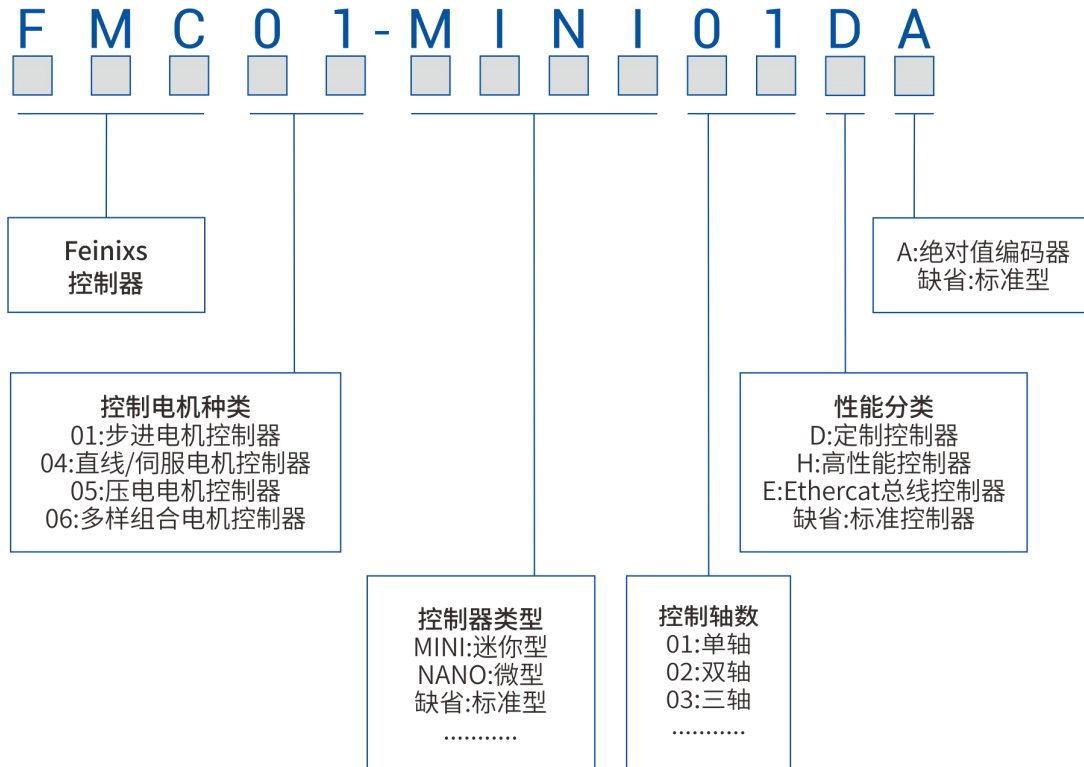 FMC01-MINI01DA
Feinixs
控制器
A:绝对值编码器
缺省:标准型
控制电机种类
01:步进电机控制器
04:直线/伺服电机控制器
05:压电电机控制器
06:多样组合电机控制器
性能分类
D:定制控制器
H:高性能控制器
E:Ethercat总线控制器
缺省:标准控制器
控制器类型
MINI:迷你型
NANO:微型
缺省:标准型
...........
控制轴数
01:单轴
02:双轴
03:三轴
...........